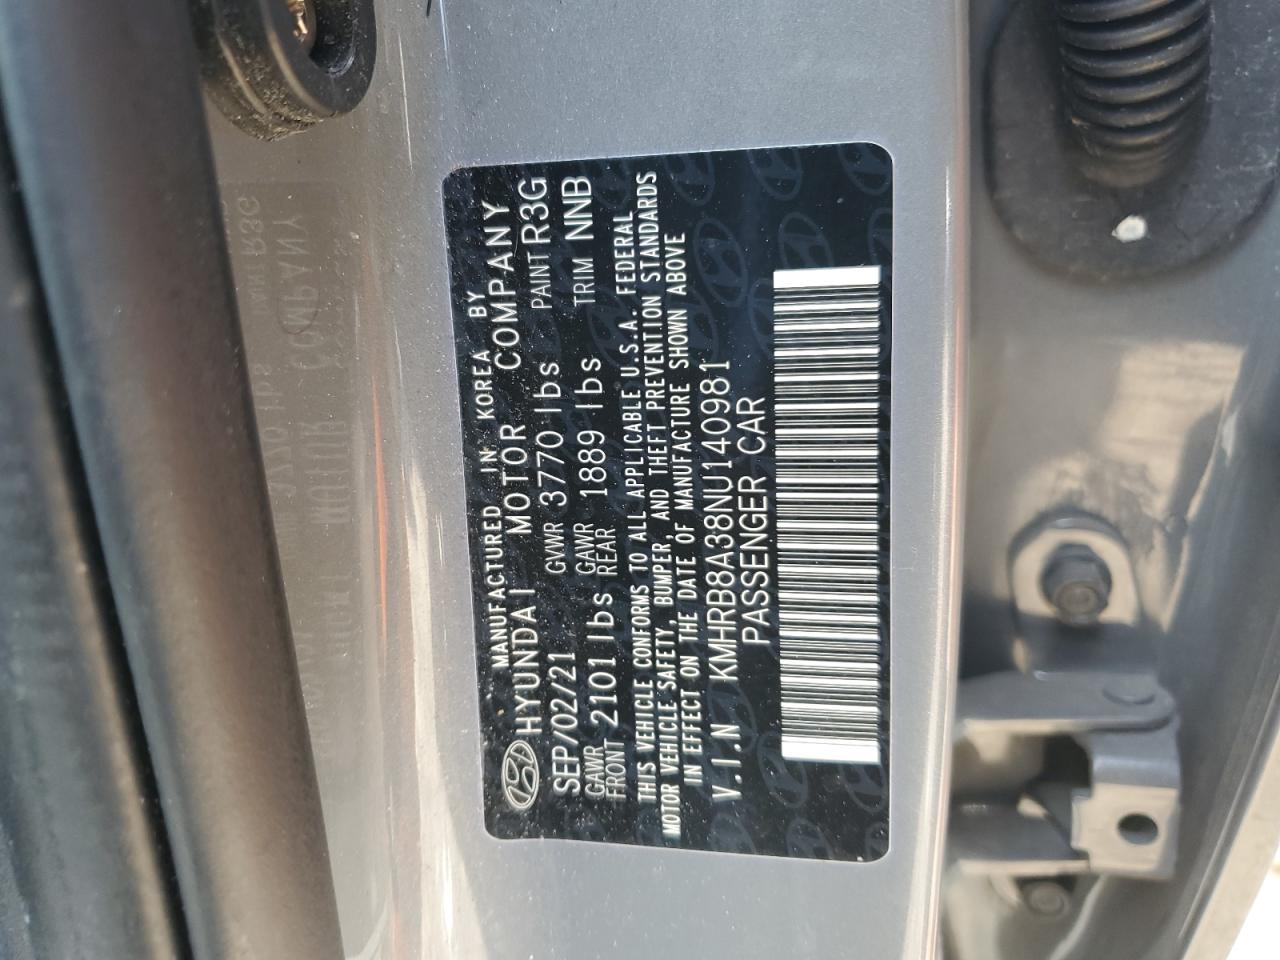 MANUFACTURED IN KOREA BY
HYUNDAI MOTOR COMPANY
SEP/02/21 GVWR 3770 lbs PAINT R3G
GAWR FRONT 2101 lbs GAWR REAR 1889 lbs TRIM NNB
THIS VEHICLE CONFORMS TO ALL APPLICABLE U.S.A. FEDERAL
MOTOR VEHICLE SAFETY, BUMPER, AND THEFT PREVENTION STANDARDS
IN EFFECT ON THE DATE OF MANUFACTURE SHOWN ABOVE
V.I.N KMHRB8A38NU140981
PASSENGER CAR